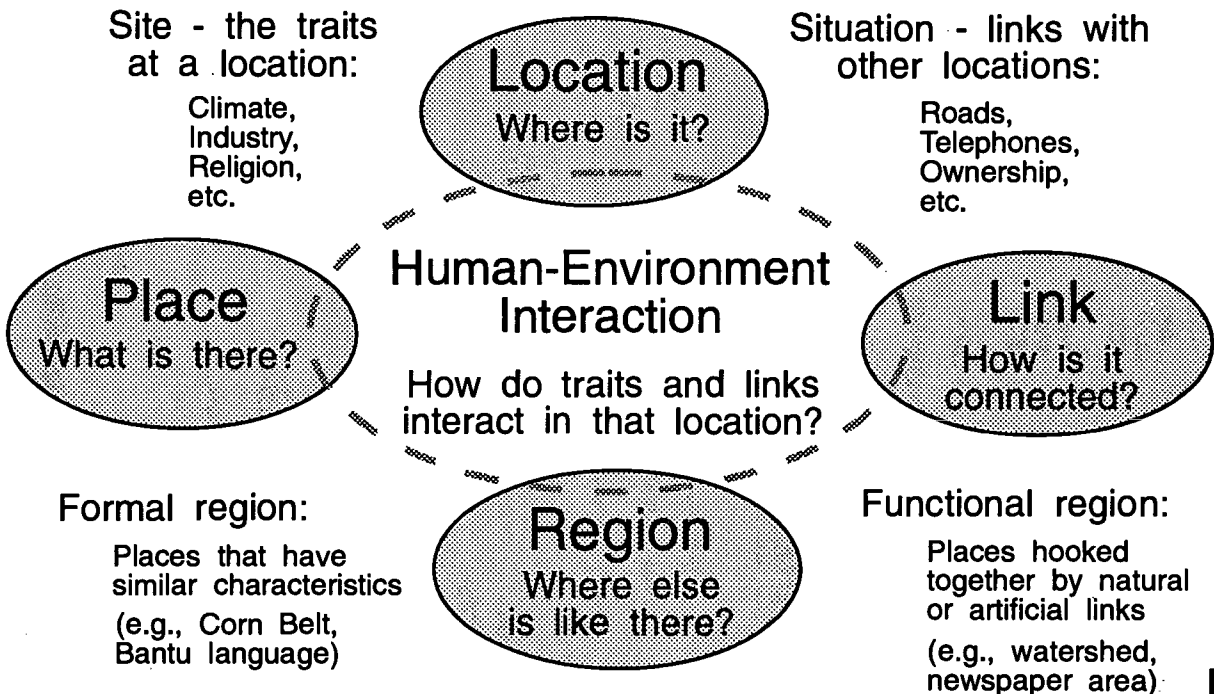 Site - the traits
at a location:
Climate,
Industry,
Religion,
etc.
Location
Where is it?
Situation - links with
other locations:
Roads,
Telephones,
Ownership,
etc.
Place
What is there?
Human-Environment
Interaction
How do traits and links
interact in that location?
Link
How is it
connected?
Formal region:
Places that have
similar characteristics
(e.g., Corn Belt,
Bantu language)
Region
Where else
is like there?
Functional region:
Places hooked
together by natural
or artificial links
(e.g., watershed,
newspaper area)